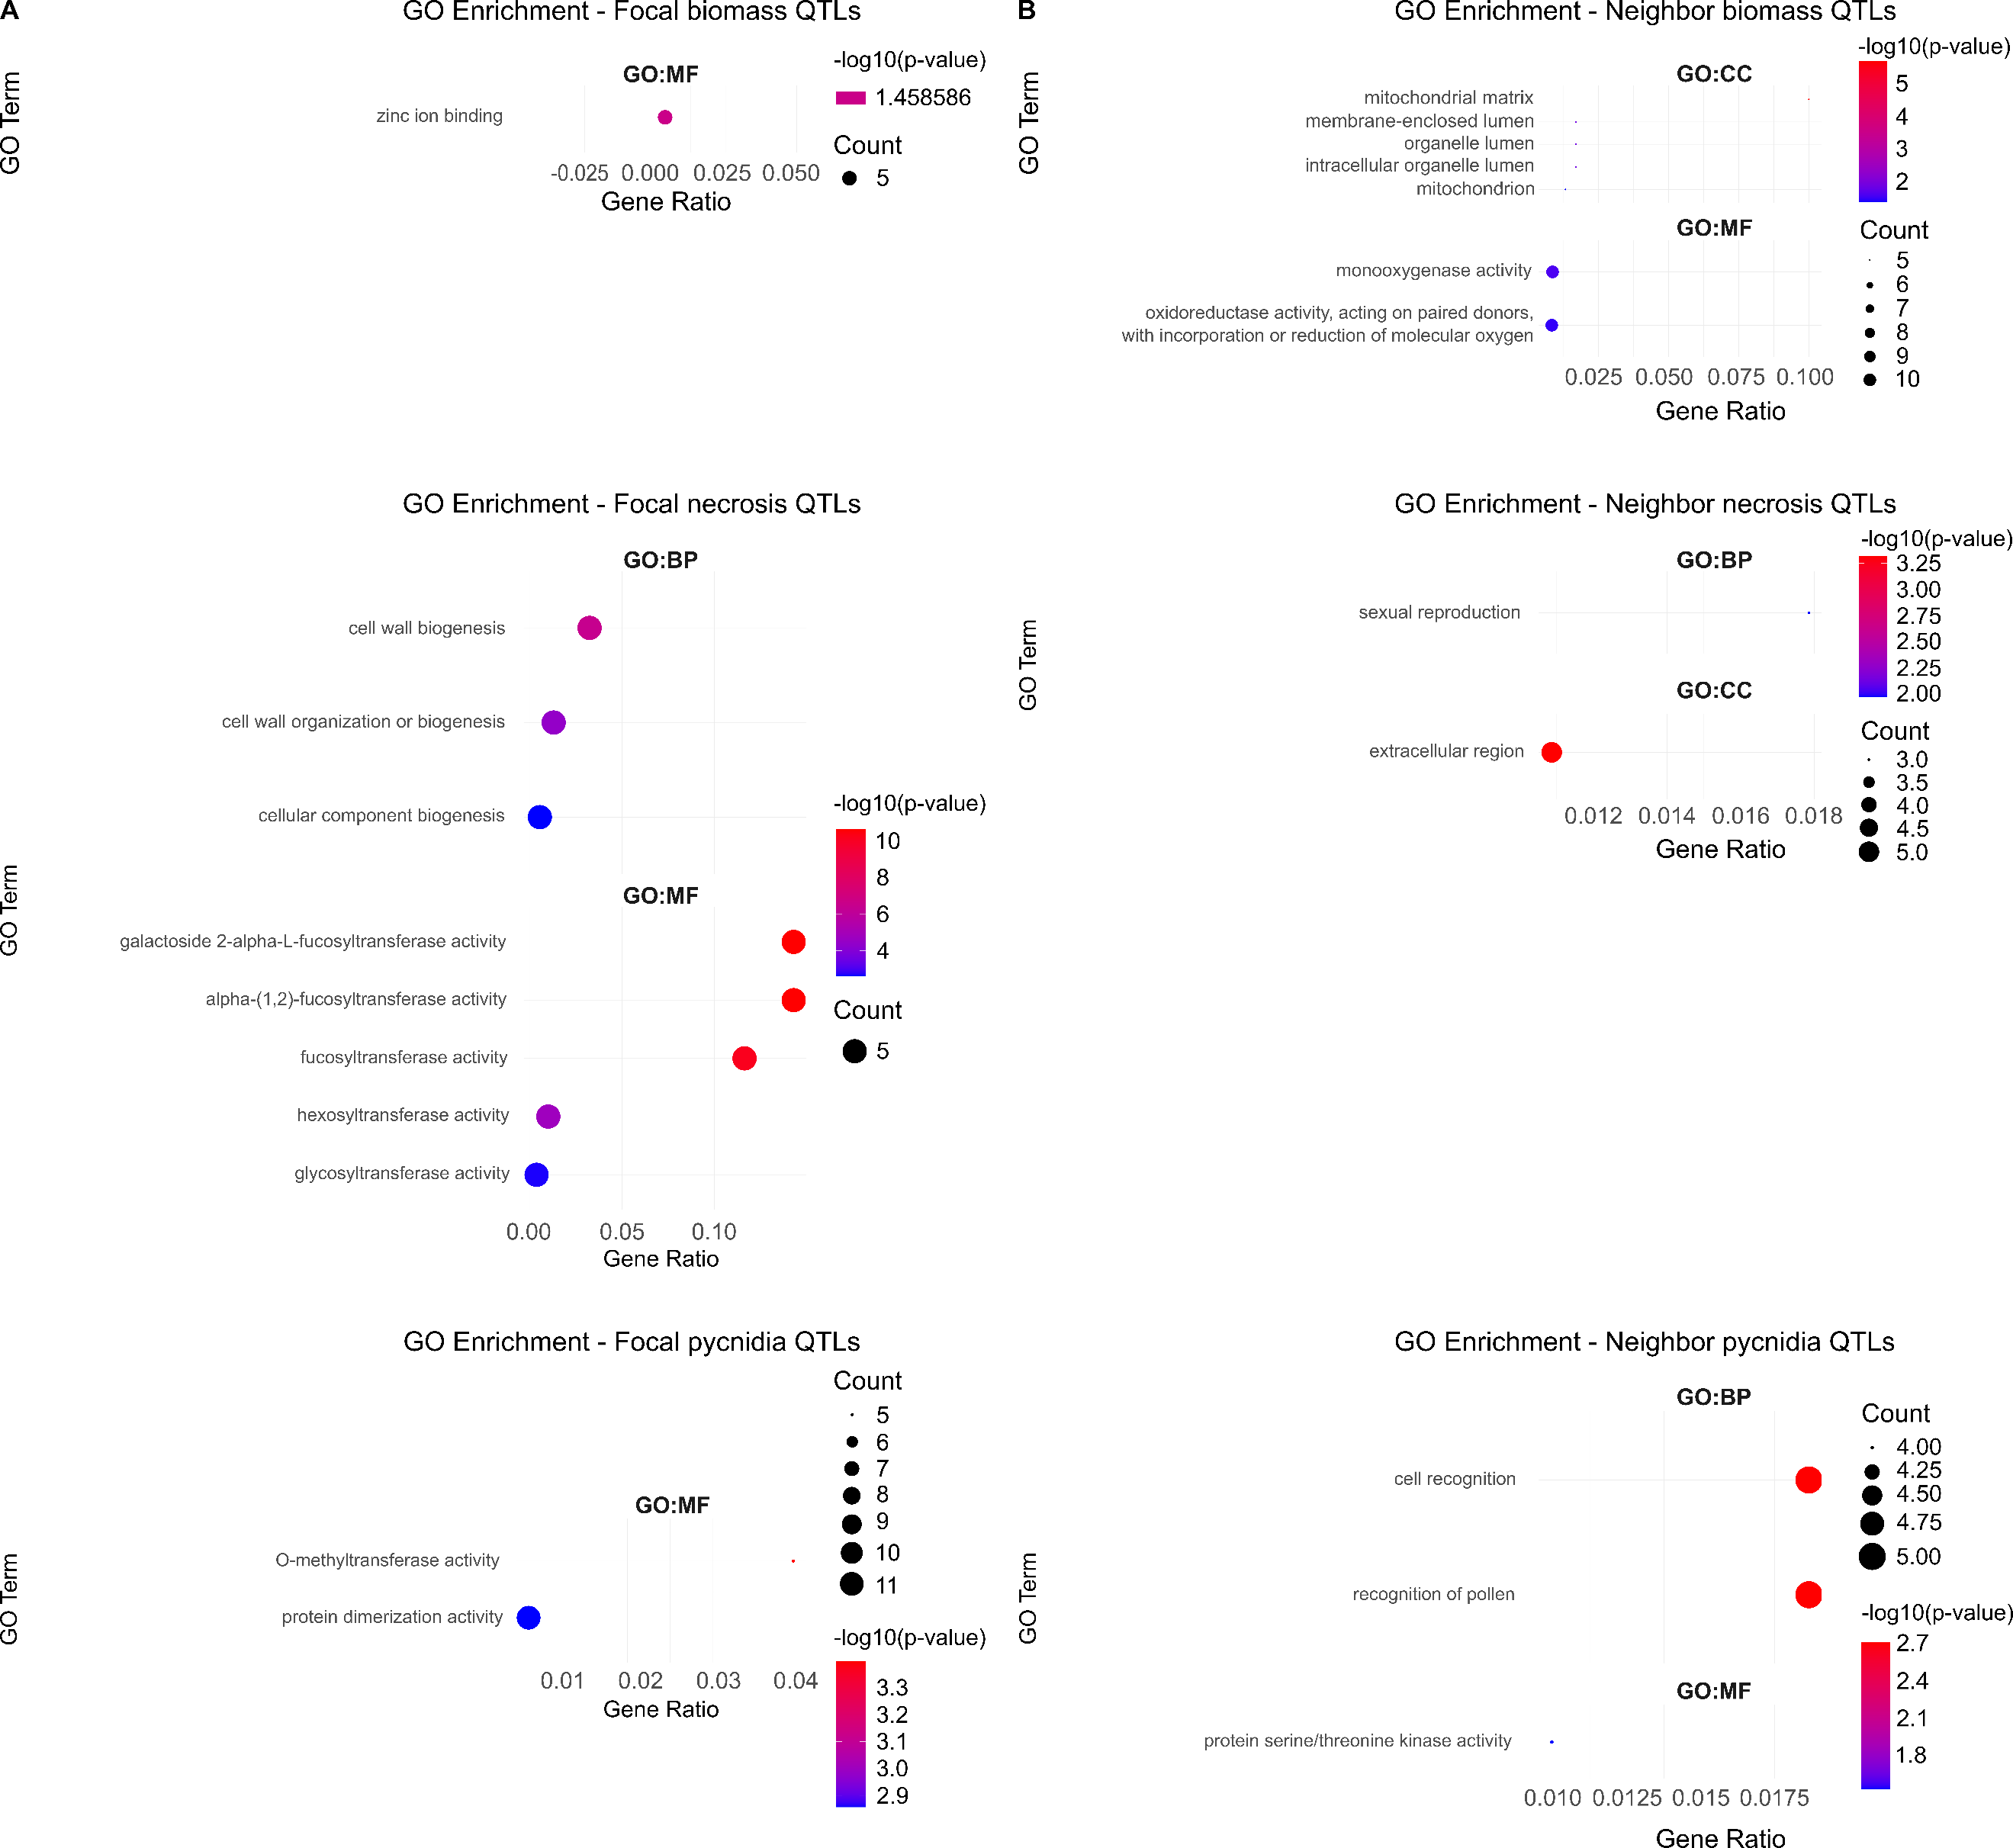 A
GO Enrichment - Focal biomass QTLs
GO Term
GO:MF
zinc ion binding
-0.025 0.000 0.025 0.050
Gene Ratio
-log10(p-value)
1.458586
Count
5
GO Enrichment - Focal necrosis QTLs
GO Term
GO:BP
cell wall biogenesis
cell wall organization or biogenesis
cellular component biogenesis
GO:MF
galactoside 2-alpha-L-fucosyltransferase activity
alpha-(1,2)-fucosyltransferase activity
fucosyltransferase activity
hexosyltransferase activity
glycosyltransferase activity
0.00 0.05 0.10
Gene Ratio
-log10(p-value)
10
8
6
4
Count
5
GO Enrichment - Focal pycnidia QTLs
GO Term
GO:MF
O-methyltransferase activity
protein dimerization activity
0.01 0.02 0.03 0.04
Gene Ratio
Count
5
6
7
8
9
10
11
-log10(p-value)
3.3
3.2
3.1
3.0
2.9
B
GO Enrichment - Neighbor biomass QTLs
GO Term
GO:CC
mitochondrial matrix
membrane-enclosed lumen
organelle lumen
intracellular organelle lumen
mitochondrion
GO:MF
monooxygenase activity
oxidoreductase activity, acting on paired donors,
with incorporation or reduction of molecular oxygen
0.025 0.050 0.075 0.100
Gene Ratio
-log10(p-value)
5
4
3
2
Count
5
6
7
8
9
10
GO Enrichment - Neighbor necrosis QTLs
GO Term
GO:BP
sexual reproduction
GO:CC
extracellular region
0.012 0.014 0.016 0.018
Gene Ratio
-log10(p-value)
3.25
3.00
2.75
2.50
2.25
2.00
Count
3.0
3.5
4.0
4.5
5.0
GO Enrichment - Neighbor pycnidia QTLs
GO Term
GO:BP
cell recognition
recognition of pollen
GO:MF
protein serine/threonine kinase activity
0.010 0.0125 0.015 0.0175
Gene Ratio
Count
4.00
4.25
4.50
4.75
5.00
-log10(p-value)
2.7
2.4
2.1
1.8